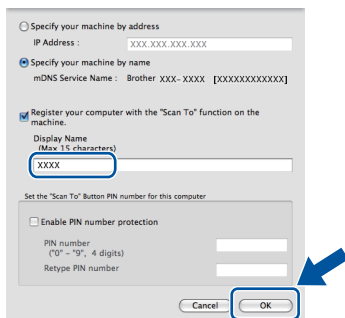 Specify your machine by address
IP Address : XXX.XXX.XXX.XXX
Specify your machine by name
mDNS Service Name : Brother XXX- XXXX [XXXXXXXXXXXX]
Register your computer with the "Scan To" function on the
machine.
Display Name
(Max 15 characters)
XXXX
Set the "Scan To" Button PIN number for this computer
Enable PIN number protection
PIN number
("0" – "9", 4 digits)
Retype PIN number
Cancel OK